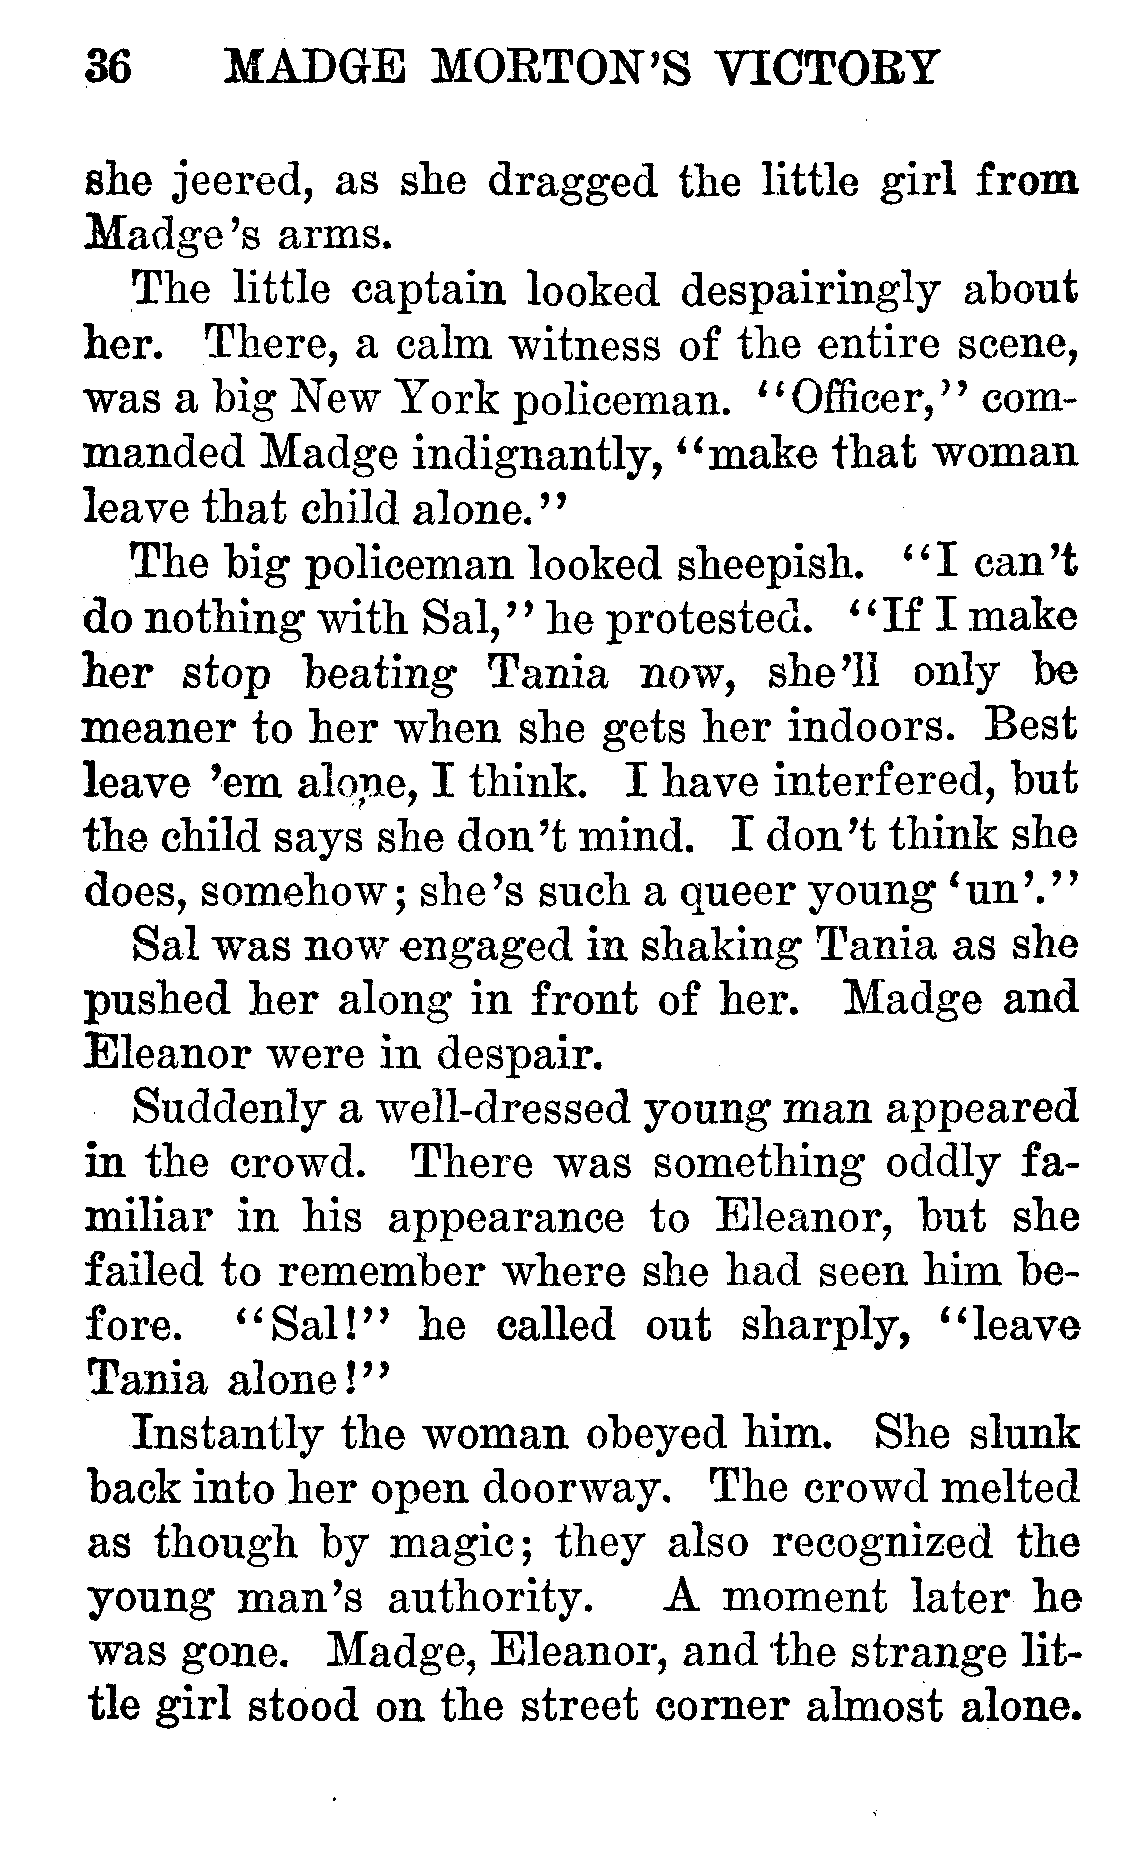 36 MADGE MORTON'S VICTORY
she jeered, as she dragged the little girl from
Madge's arms.
The little captain looked despairingly about
her. There, a calm witness of the entire scene,
was a big New York policeman. "Officer," com-
manded Madge indignantly, "make that woman
leave that child alone."
The big policeman looked sheepish. "I can't
do nothing with Sal," he protested. "If I make
her stop beating Tania now, she'll only be
meaner to her when she gets her indoors. Best
leave 'em alone, I think. I have interfered, but
the child says she don't mind. I don't think she
does, somehow; she's such a queer young 'un'."
Sal was now engaged in shaking Tania as she
pushed her along in front of her. Madge and
Eleanor were in despair.
Suddenly a well-dressed young man appeared
in the crowd. There was something oddly fa-
miliar in his appearance to Eleanor, but she
failed to remember where she had seen him be-
fore. "Sal!" he called out sharply, "leave
Tania alone!"
Instantly the woman obeyed him. She slunk
back into her open doorway. The crowd melted
as though by magic; they also recognized the
young man's authority. A moment later he
was gone. Madge, Eleanor, and the strange lit-
tle girl stood on the street corner almost alone.